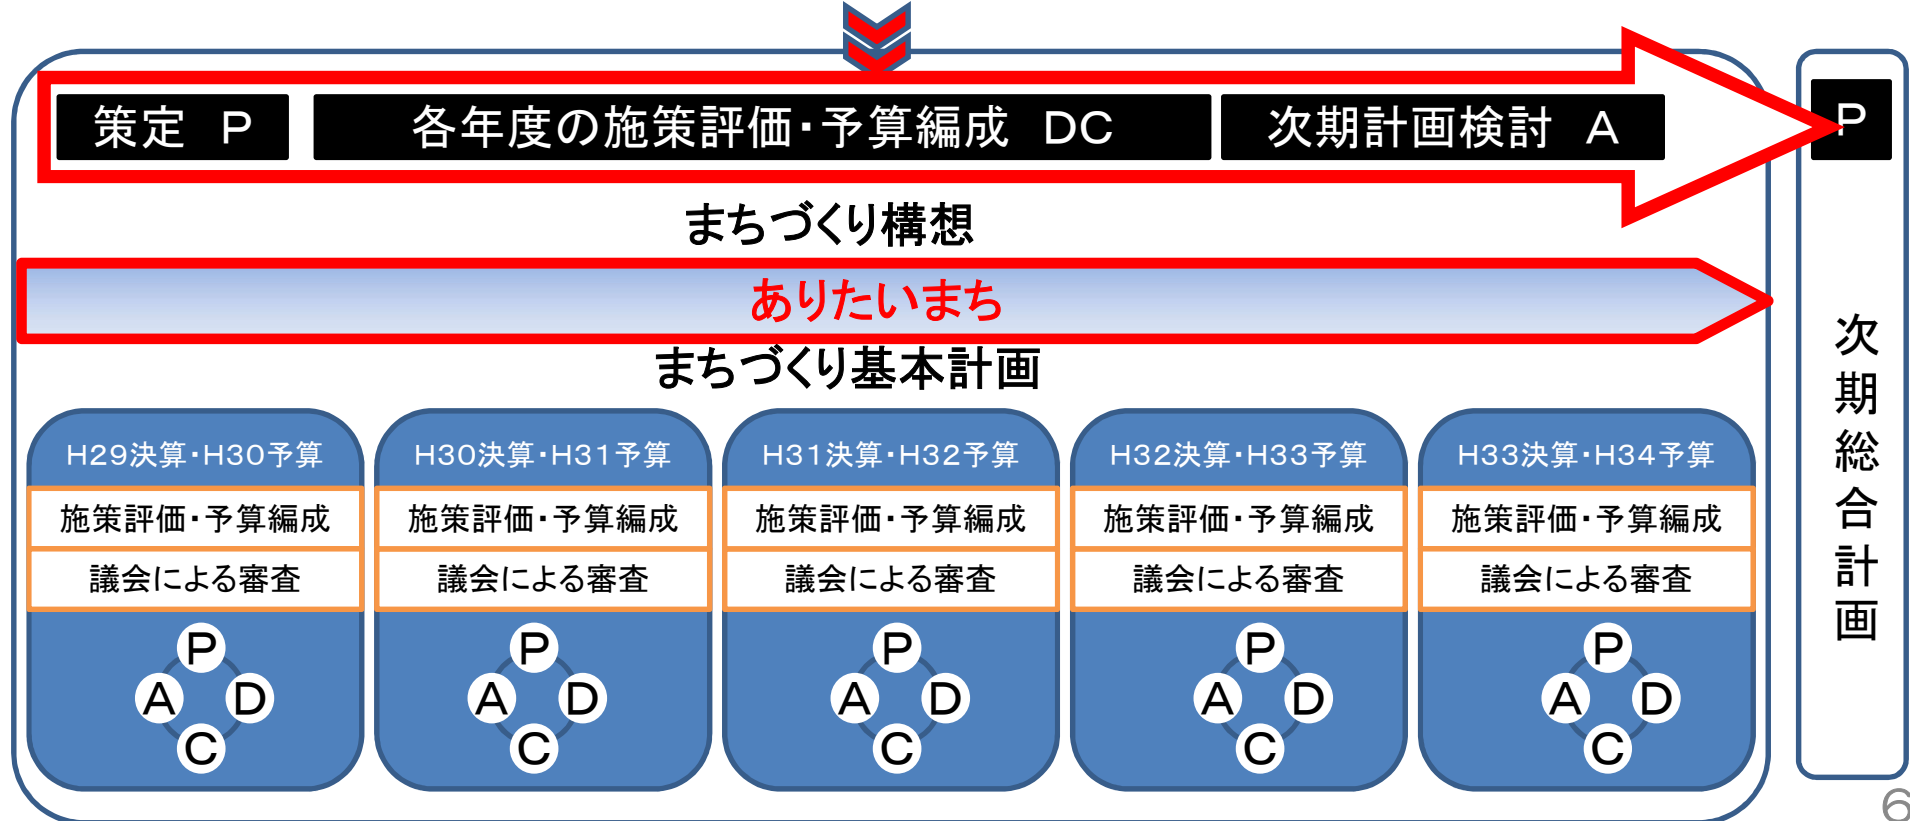 策定　P
各年度の施策評価・予算編成　DC
次期計画検討　A
P
まちづくり構想
ありたいまち
まちづくり基本計画
次期総合計画
H29決算・H30予算
施策評価・予算編成
議会による審査
P
A
D
C
H30決算・H31予算
施策評価・予算編成
議会による審査
P
A
D
C
H31決算・H32予算
施策評価・予算編成
議会による審査
P
A
D
C
H32決算・H33予算
施策評価・予算編成
議会による審査
P
A
D
C
H33決算・H34予算
施策評価・予算編成
議会による審査
P
A
D
C
6